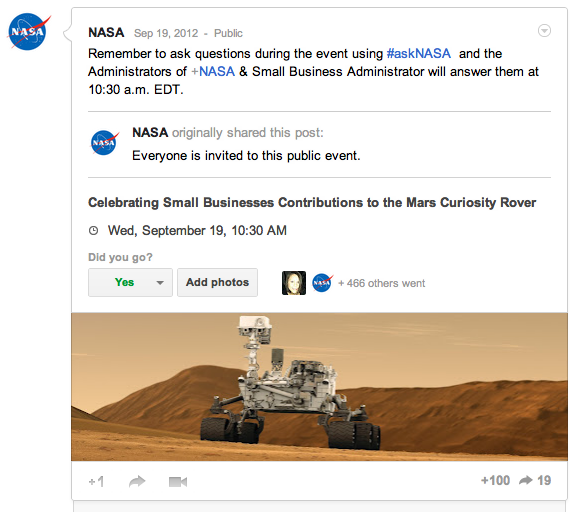 NASA
NASA Sep 19, 2012 - Public
Remember to ask questions during the event using #askNASA and the
Administrators of +NASA & Small Business Administrator will answer them at
10:30 a.m. EDT.
NASA
NASA originally shared this post:
Everyone is invited to this public event.
Celebrating Small Businesses Contributions to the Mars Curiosity Rover
Wed, September 19, 10:30 AM
Did you go?
Yes Add photos NASA + 466 others went
+1 +100 19